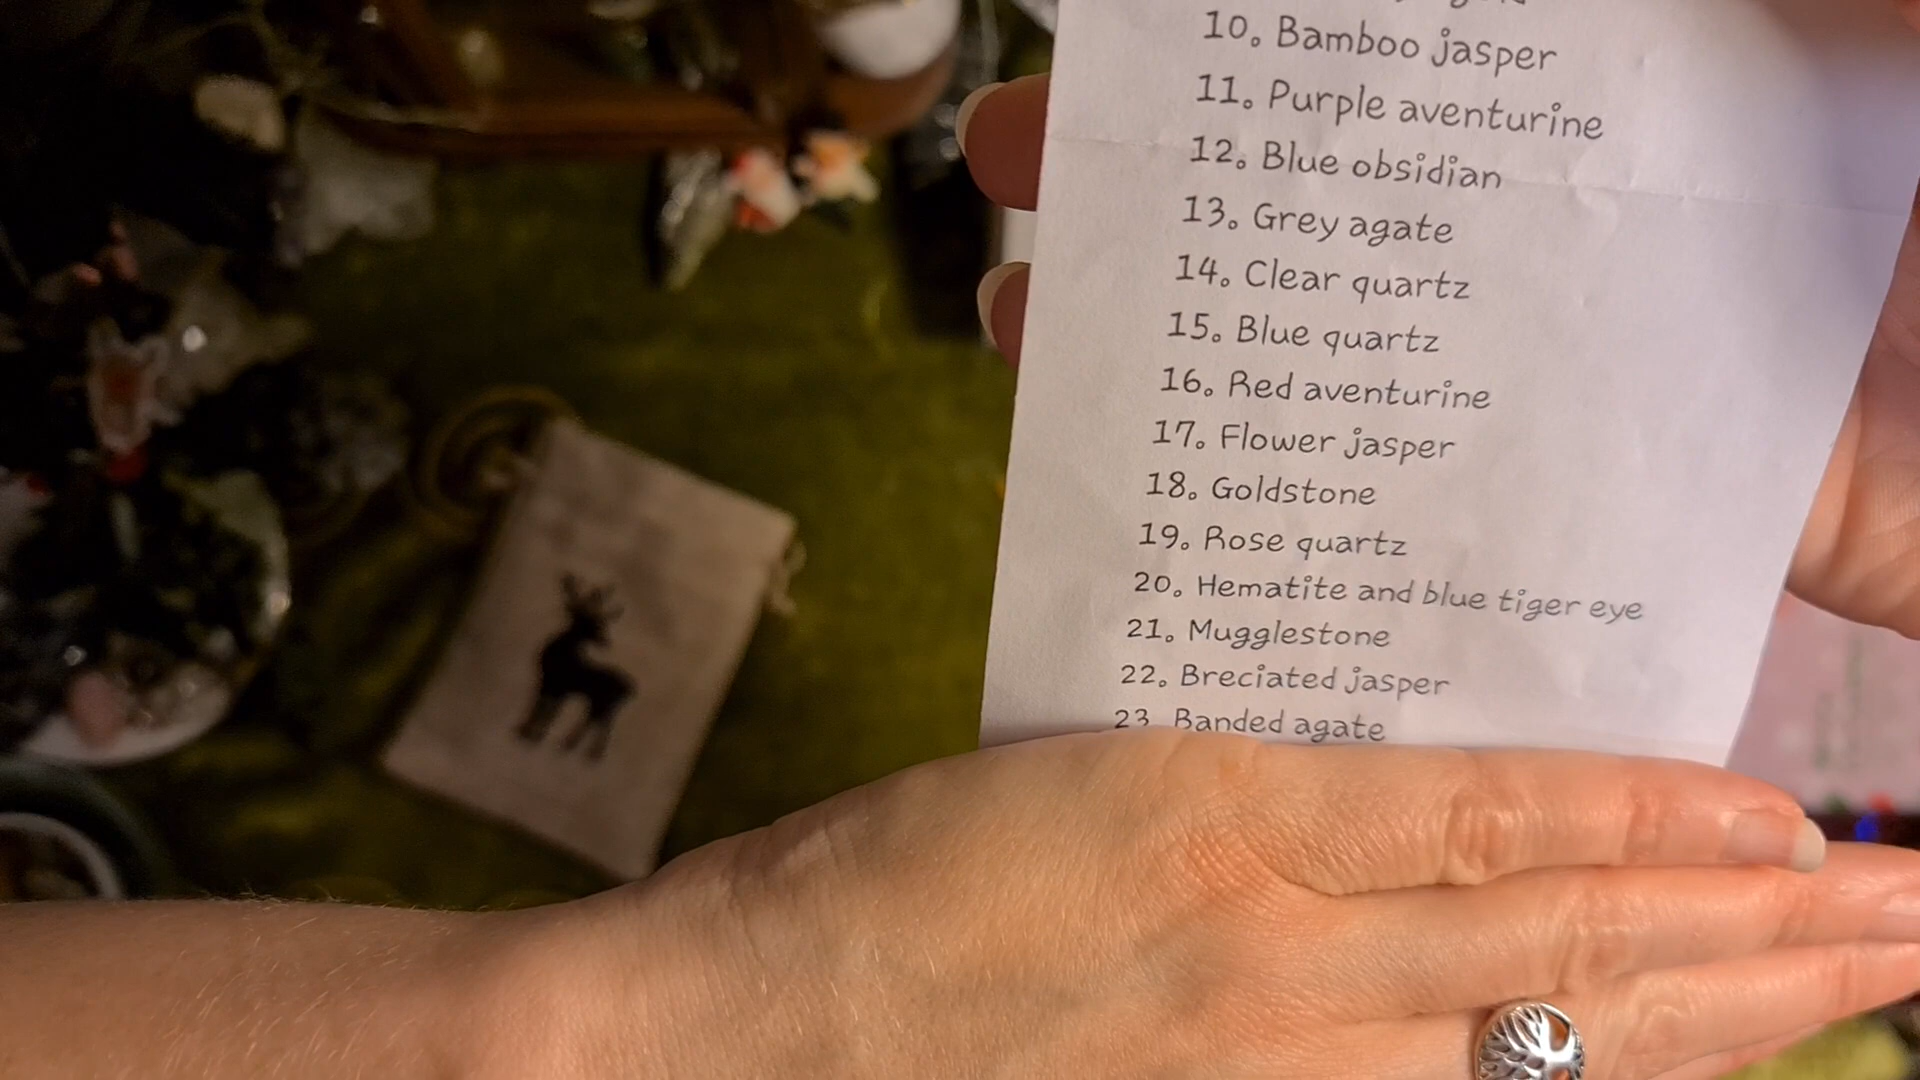 10. Bamboo jasper
11. Purple aventurine
12. Blue obsidian
13. Grey agate
14. Clear quartz
15. Blue quartz
16. Red aventurine
17. Flower jasper
18. Goldstone
19. Rose quartz
20. Hematite and blue tiger eye
21. Mugglestone
22. Breciated jasper
23. Banded agate